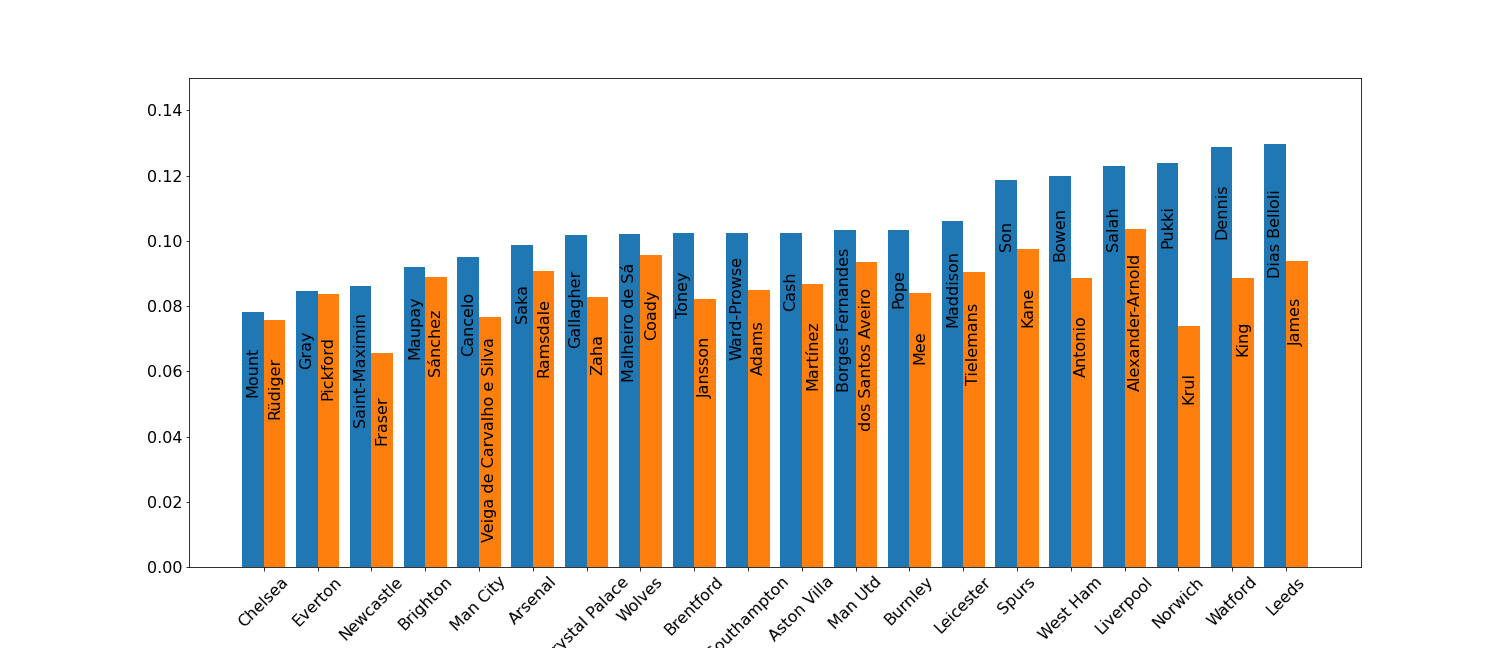 0.14
0.12
0.10
0.08
0.06
0.04
0.02
0.00
Mount
Rüdiger
Gray
Pickford
Saint-Maximin
Fraser
Maupay
Sánchez
Cancelo
Veiga de Carvalho e Silva
Saka
Ramsdale
Gallagher
Zaha
Malheiro de Sá
Coady
Toney
Jansson
Ward-Prowse
Adams
Cash
Martínez
Borges Fernandes
dos Santos Aveiro
Pope
Mee
Maddison
Tielemans
Son
Kane
Bowen
Antonio
Salah
Alexander-Arnold
Pukki
Krul
Dennis
King
Dias Belloli
James
Chelsea
Everton
Newcastle
Brighton
Man City
Arsenal
rystal Palace
Wolves
Brentford
outhampton
Aston Villa
Man Utd
Burnley
Leicester
Spurs
West Ham
Liverpool
Norwich
Watford
Leeds